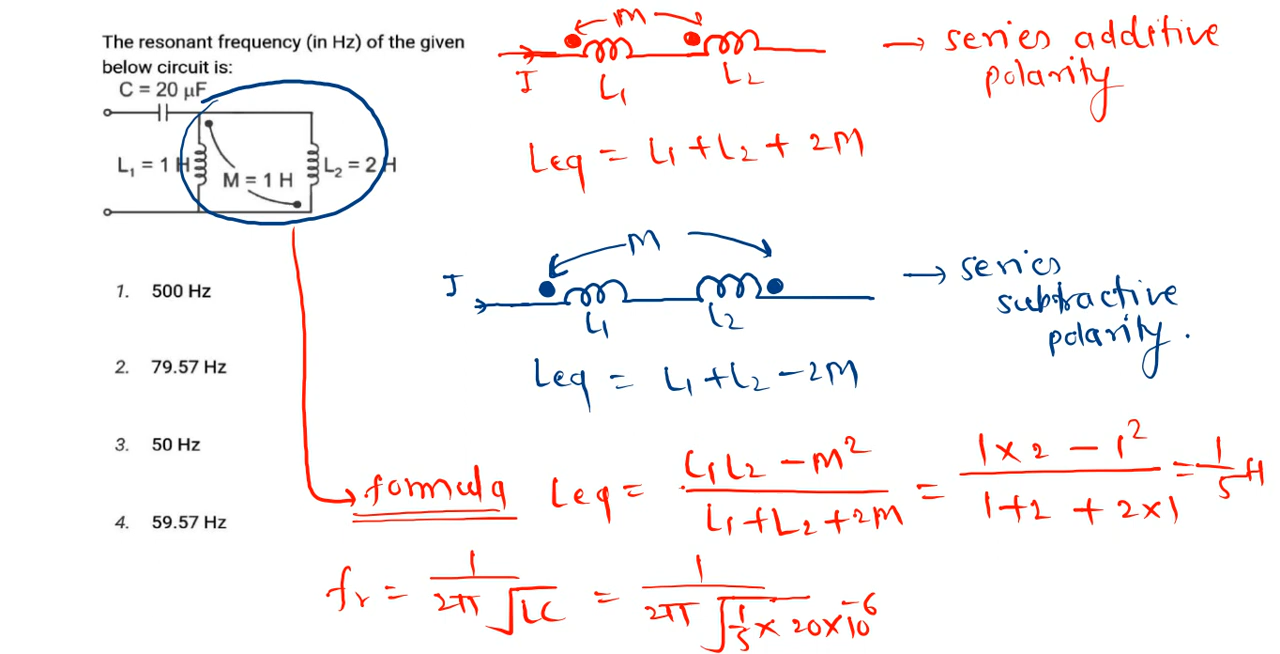 The resonant frequency (in Hz) of the given
below circuit is:
C = 20 μF
L₁ = 1 H
M = 1 H
L₂ = 2 H
1. 500 Hz
2. 79.57 Hz
3. 50 Hz
4. 59.57 Hz
M
I
L₁
L₂
→ series additive
polarity
Leq = L₁ + L₂ + 2M
M
I
L₁
L₂
→ series
subtractive
polarity.
Leq = L₁ + L₂ - 2M
formula Leq = (L₁L₂ - M²) / (L₁ + L₂ + 2M) = (1 x 2 - 1²) / (1 + 2 + 2x1) = 1/5 H
fr = 1 / (2π √LC) = 1 / (2π √(1/5 x 20 x 10⁻⁶))